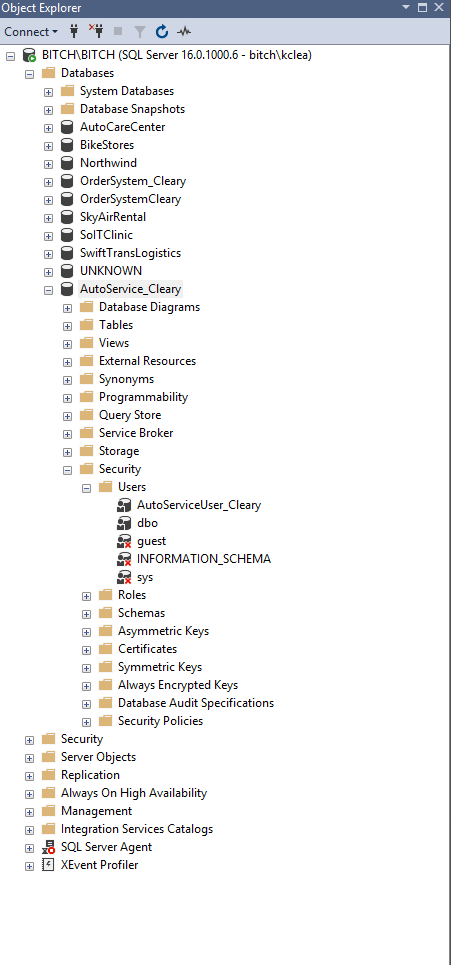 Object Explorer
Connect
BITCH\BITCH (SQL Server 16.0.1000.6 - bitch\kclea)
Databases
System Databases
Database Snapshots
AutoCareCenter
BikeStores
Northwind
OrderSystem_Cleary
OrderSystemCleary
SkyAirRental
SoITClinic
SwiftTransLogistics
UNKNOWN
AutoService_Cleary
Database Diagrams
Tables
Views
External Resources
Synonyms
Programmability
Query Store
Service Broker
Storage
Security
Users
AutoServiceUser_Cleary
dbo
guest
INFORMATION_SCHEMA
sys
Roles
Schemas
Asymmetric Keys
Certificates
Symmetric Keys
Always Encrypted Keys
Database Audit Specifications
Security Policies
Security
Server Objects
Replication
Always On High Availability
Management
Integration Services Catalogs
SQL Server Agent
XEvent Profiler